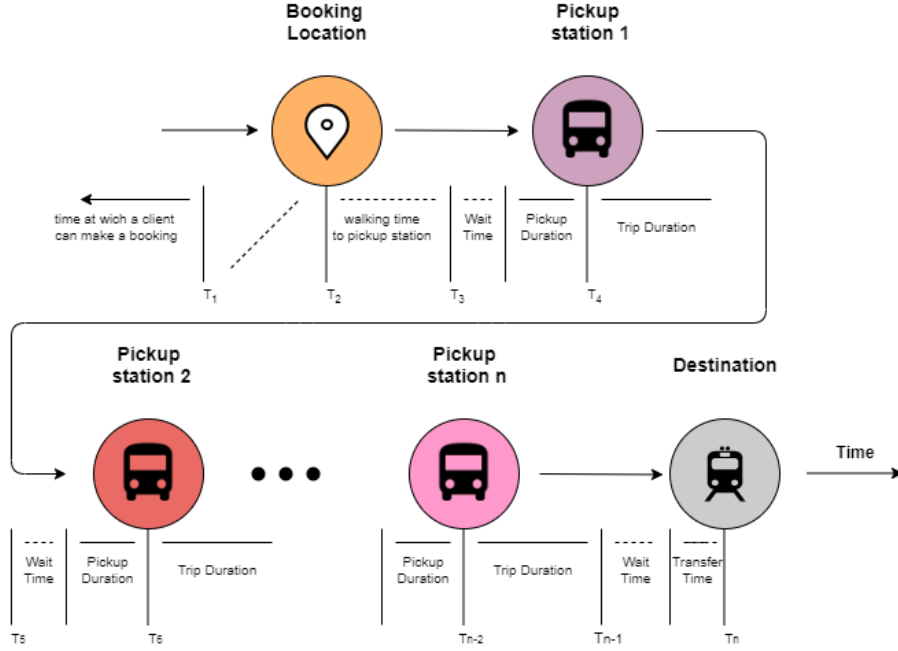 Booking
Location
Pickup
station 1
time at wich a client
can make a booking
walking time
to pickup station
Wait
Time
Pickup
Duration
Trip Duration
T1
T2
T3
T4
Pickup
station 2
Pickup
station n
Destination
Time
Wait
Time
Pickup
Duration
Trip Duration
Pickup
Duration
Trip Duration
Wait
Time
Transfer
Time
T5
T6
Tn-2
Tn-1
Tn